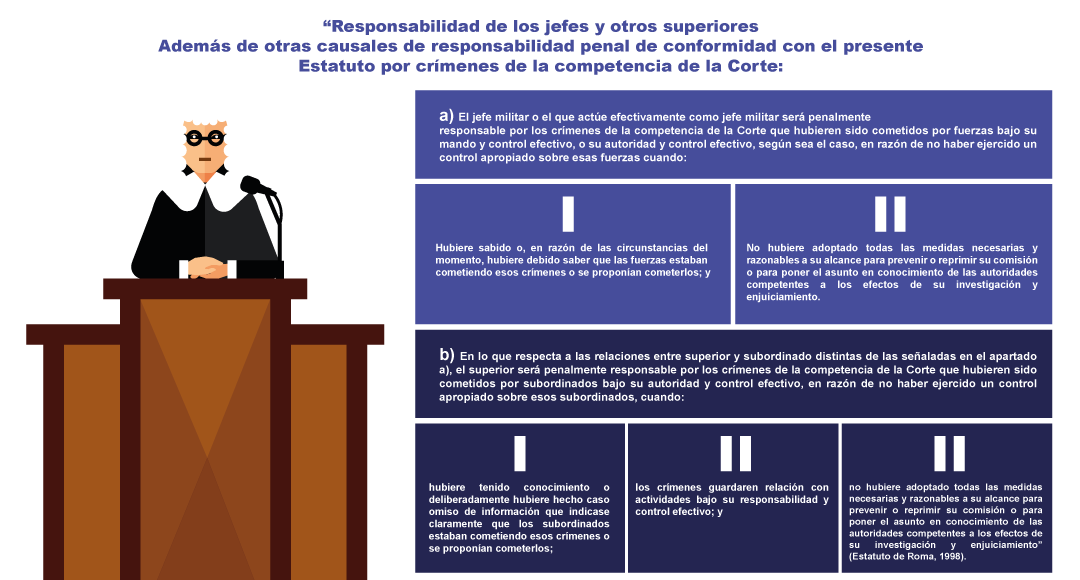 “Responsabilidad de los jefes y otros superiores
Además de otras causales de responsabilidad penal de conformidad con el presente
Estatuto por crímenes de la competencia de la Corte:
a) El jefe militar o el que actúe efectivamente como jefe militar será penalmente
responsable por los crímenes de la competencia de la Corte que hubieren sido cometidos por fuerzas bajo su
mando y control efectivo, o su autoridad y control efectivo, según sea el caso, en razón de no haber ejercido un
control apropiado sobre esas fuerzas cuando:
I
Hubiere sabido o, en razón de las circunstancias del
momento, hubiere debido saber que las fuerzas estaban
cometiendo esos crímenes o se proponían cometerlos; y
II
No hubiere adoptado todas las medidas necesarias y
razonables a su alcance para prevenir o reprimir su comisión
o para poner el asunto en conocimiento de las autoridades
competentes a los efectos de su investigación y
enjuiciamiento.
b) En lo que respecta a las relaciones entre superior y subordinado distintas de las señaladas en el apartado
a), el superior será penalmente responsable por los crímenes de la competencia de la Corte que hubieren sido
cometidos por subordinados bajo su autoridad y control efectivo, en razón de no haber ejercido un control
apropiado sobre esos subordinados, cuando:
I
hubiere tenido conocimiento o
deliberadamente hubiere hecho caso
omiso de información que indicase
claramente que los subordinados
estaban cometiendo esos crímenes o
se proponían cometerlos;
II
los crímenes guardaren relación con
actividades bajo su responsabilidad y
control efectivo; y
II
no hubiere adoptado todas las medidas
necesarias y razonables a su alcance para
prevenir o reprimir su comisión o para
poner el asunto en conocimiento de las
autoridades competentes a los efectos de
su investigación y enjuiciamiento"
(Estatuto de Roma, 1998).